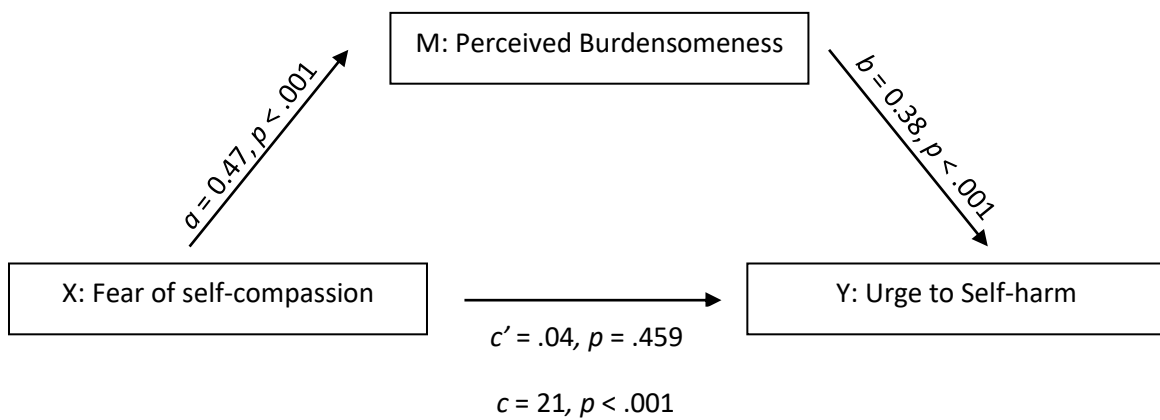 M: Perceived Burdensomeness
a = 0.47, p < .001
b = 0.38, p < .001
X: Fear of self-compassion
Y: Urge to Self-harm
c’ = .04, p = .459
c = 21, p < .001